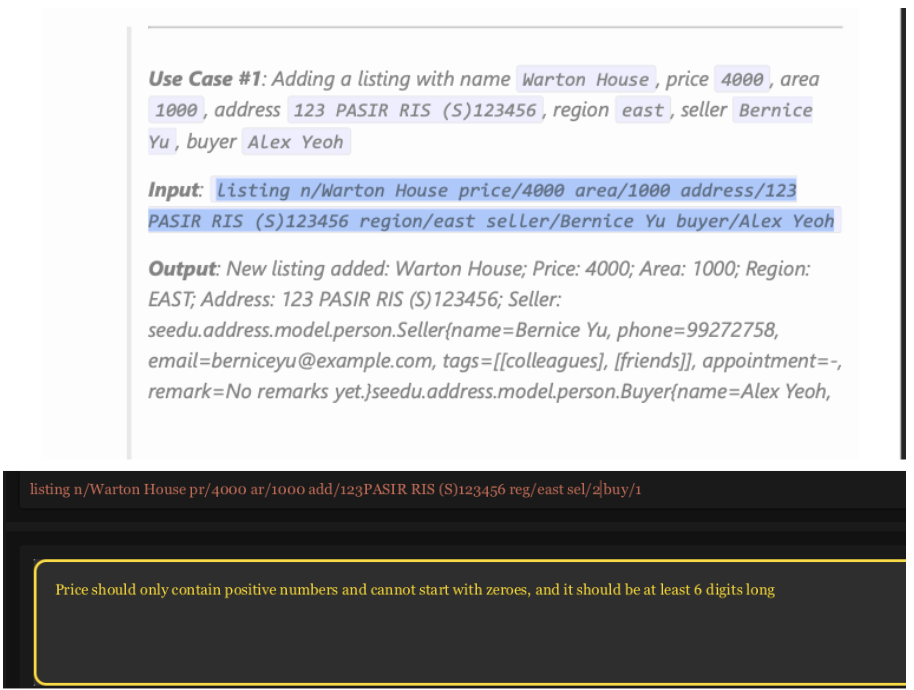 Use Case #1: Adding a listing with name Warton House, price 4000, area
1000, address 123 PASIR RIS (S)123456, region east, seller Bernice
Yu, buyer Alex Yeoh
Input: listing n/Warton House price/4000 area/1000 address/123
PASIR RIS (S)123456 region/east seller/Bernice Yu buyer/Alex Yeoh
Output: New listing added: Warton House; Price: 4000; Area: 1000; Region:
EAST; Address: 123 PASIR RIS (S)123456; Seller:
seedu.address.model.person.Seller{name=Bernice Yu, phone=99272758,
email=berniceyu@example.com, tags=[[colleagues], [friends]], appointment=-,
remark=No remarks yet.}seedu.address.model.person.Buyer{name=Alex Yeoh,
listing n/Warton House pr/4000 ar/1000 add/123PASIR RIS (S)123456 reg/east sel/2 buy/1
Price should only contain positive numbers and cannot start with zeroes, and it should be at least 6 digits long